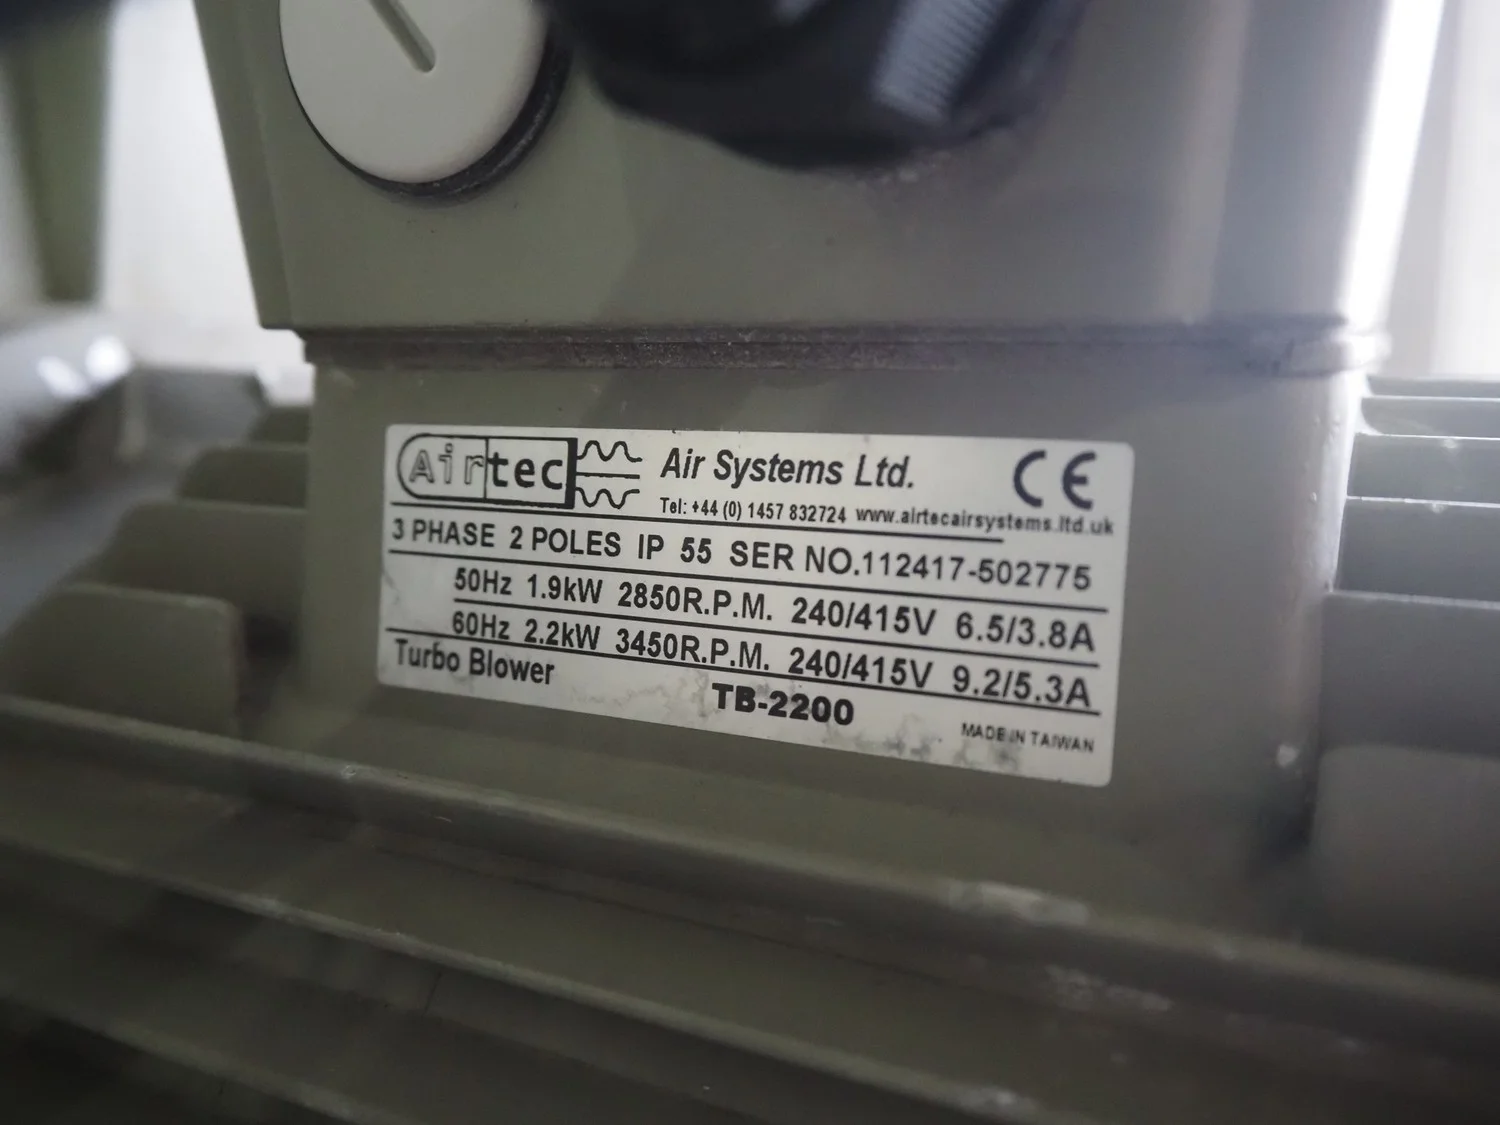 Airtec Air Systems Ltd. CE
Tel: +44 (0) 1457 832724 www.airtecairsystems.ltd.uk
3 PHASE 2 POLES IP 55 SER NO.112417-502775
50Hz 1.9kW 2850R.P.M. 240/415V 6.5/3.8A
60Hz 2.2kW 3450R.P.M. 240/415V 9.2/5.3A
Turbo Blower TB-2200
MADE IN TAIWAN